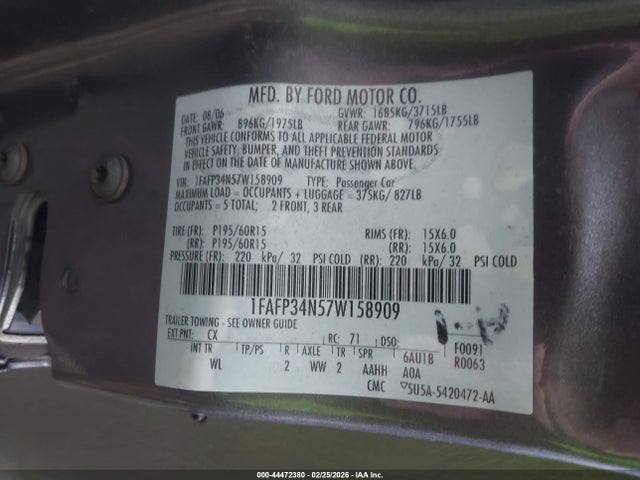 MFD. BY FORD MOTOR CO.
08/06 GVWR: 1685KG/3715LB
FRONT GAWR: 896KG/1975LB REAR GAWR: 796KG/1755LB
THIS VEHICLE CONFORMS TO ALL APPLICABLE FEDERAL MOTOR
VEHICLE SAFETY, BUMPER, AND THEFT PREVENTION STANDARDS
IN EFFECT ON THE DATE OF MANUFACTURE SHOWN ABOVE.
VIN: 1FAFP34N57W158909 TYPE: Passenger Car
MAXIMUM LOAD = OCCUPANTS + LUGGAGE = 375KG/ 827LB
OCCUPANTS = 5 TOTAL; 2 FRONT, 3 REAR
TIRE (FR): P195/60R15 RIMS (FR): 15X6.0
(RR): P195/60R15 (RR): 15X6.0
PRESSURE (FR): 220 kPa/ 32 PSI COLD (RR): 220 kPa/ 32 PSI COLD
1FAFP34N57W158909
TRAILER TOWING - SEE OWNER GUIDE
EXT PNT: CX RC: 71 DSO: F0091
INT TR TP/PS R AXLE TR SPR 6AU1B R0063
WL 2 WW 2 AAHH A0A
CMC 5U5A-5420472-AA
000-44472380 - 02/25/2026 - IAA Inc.